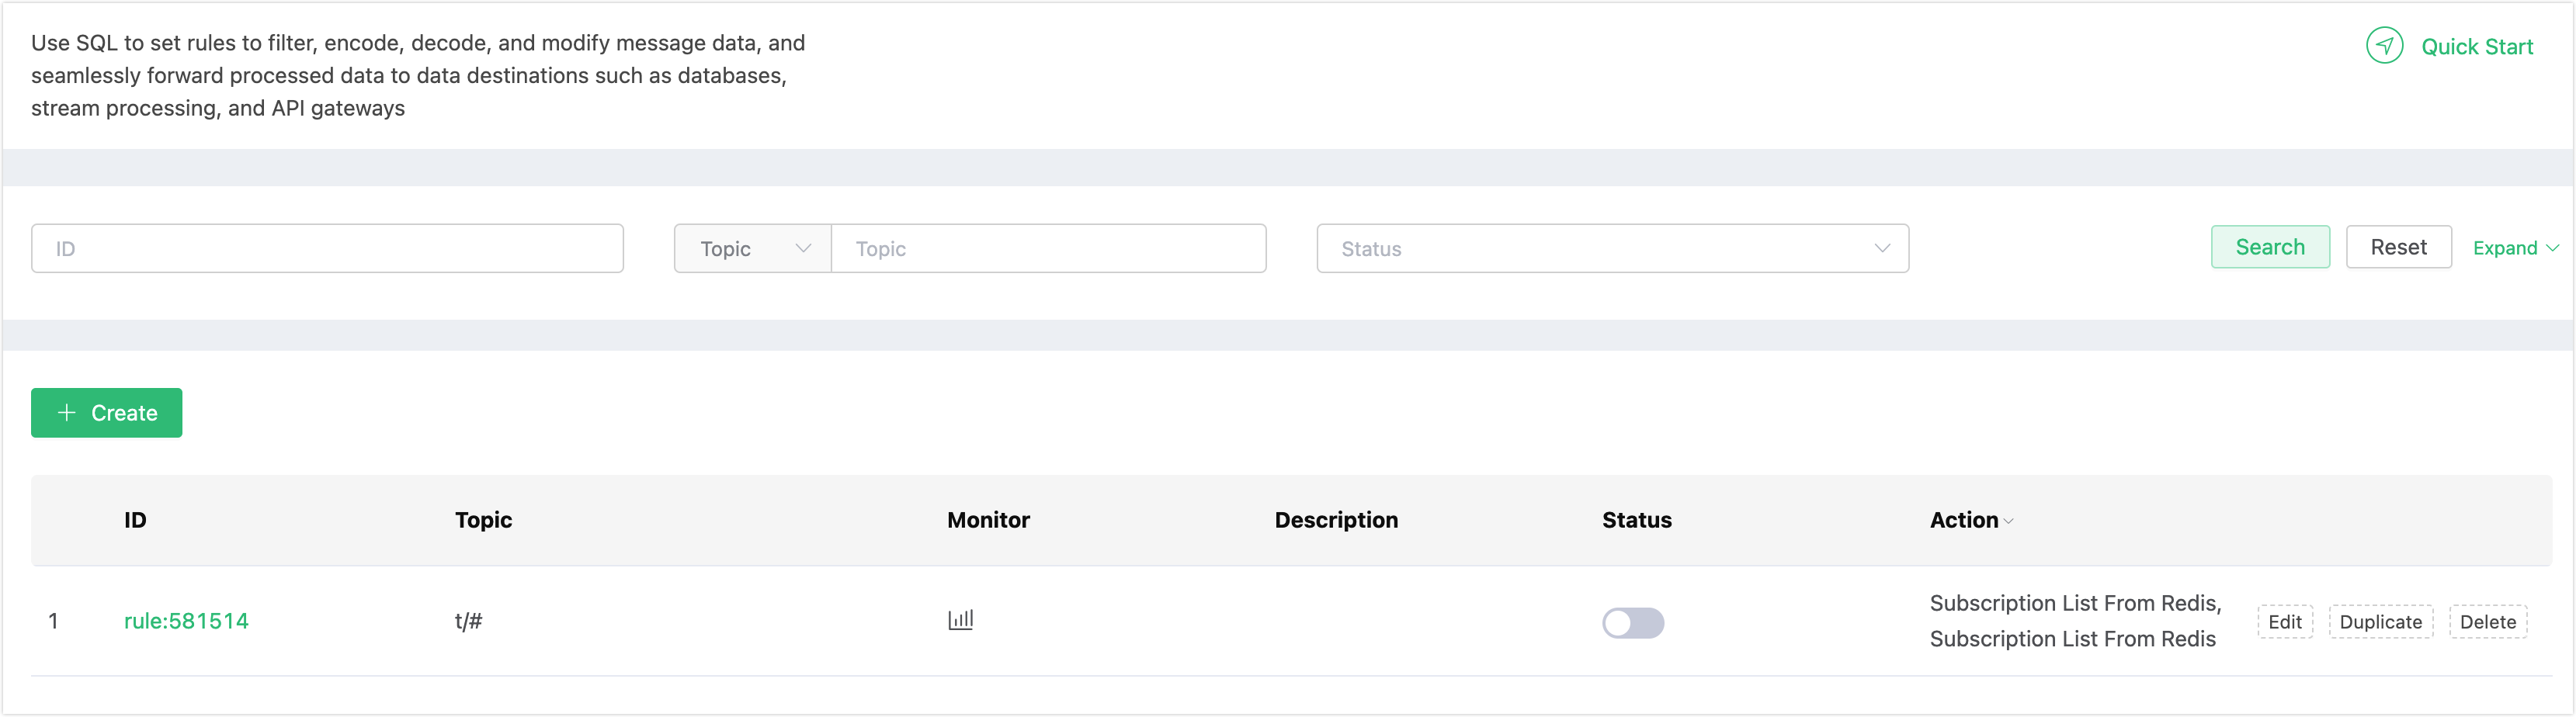 Use SQL to set rules to filter, encode, decode, and modify message data, and
seamlessly forward processed data to data destinations such as databases,
stream processing, and API gateways
Quick Start
ID
Topic
Topic
Status
Search
Reset
Expand
Create
ID
Topic
Monitor
Description
Status
Action
1
rule:581514
t/#
Subscription List From Redis,
Subscription List From Redis
Edit
Duplicate
Delete